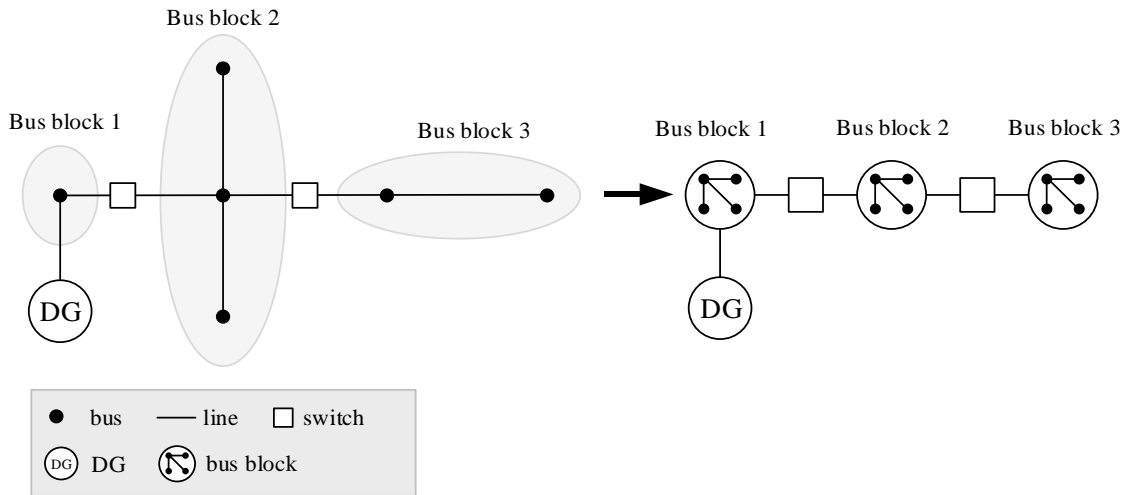 Bus block 2
Bus block 1
Bus block 3
DG
Bus block 1
Bus block 2
Bus block 3
DG
bus
line
switch
DG
DG
bus block